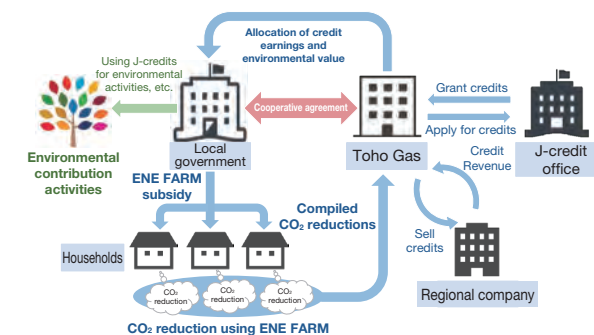 Allocation of credit
earnings and
environmental value
Using J-credits
for environmental
activities, etc.
Cooperative agreement
Grant credits
Apply for credits
Environmental
contribution
activities
Local
government
Toho Gas
J-credit
office
Credit
Revenue
ENE FARM
subsidy
Compiled
CO₂ reductions
Sell
credits
Households
Regional company
CO₂
reduction
CO₂
reduction
CO₂
reduction
CO₂ reduction using ENE FARM